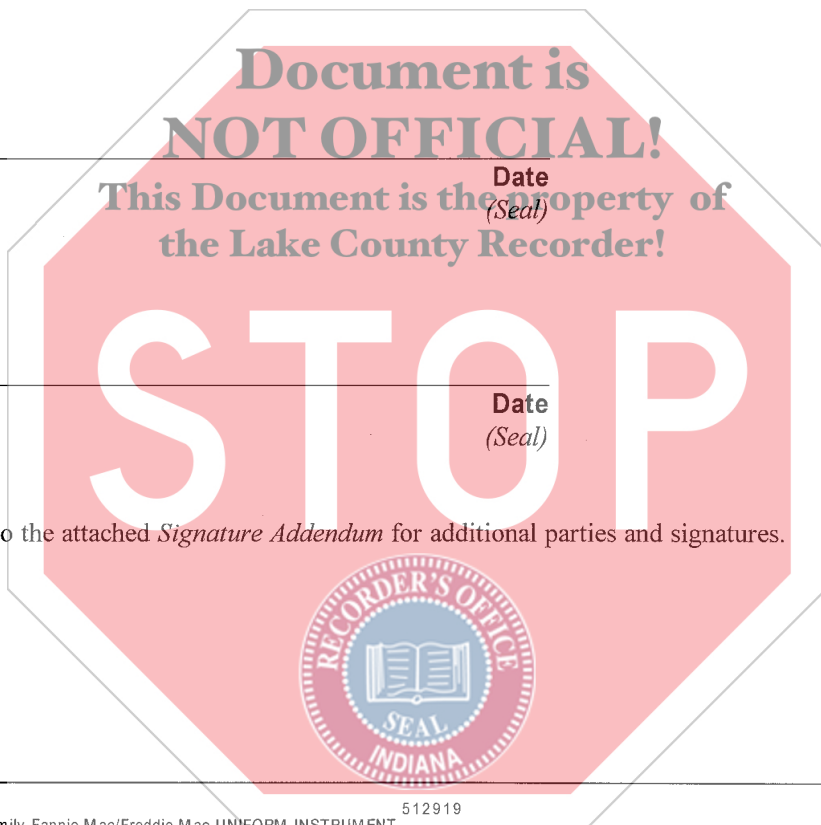 Document is
NOT OFFICIAL!
Date
This Document is the property of
(Seal)
the Lake County Recorder!
STOP
Date
(Seal)
o the attached Signature Addendum for additional parties and signatures.
RECORDER'S OFFICE
SEAL
INDIANA
512919
Fannie Mae/Freddie Mac UNIFORM INSTRUMENT